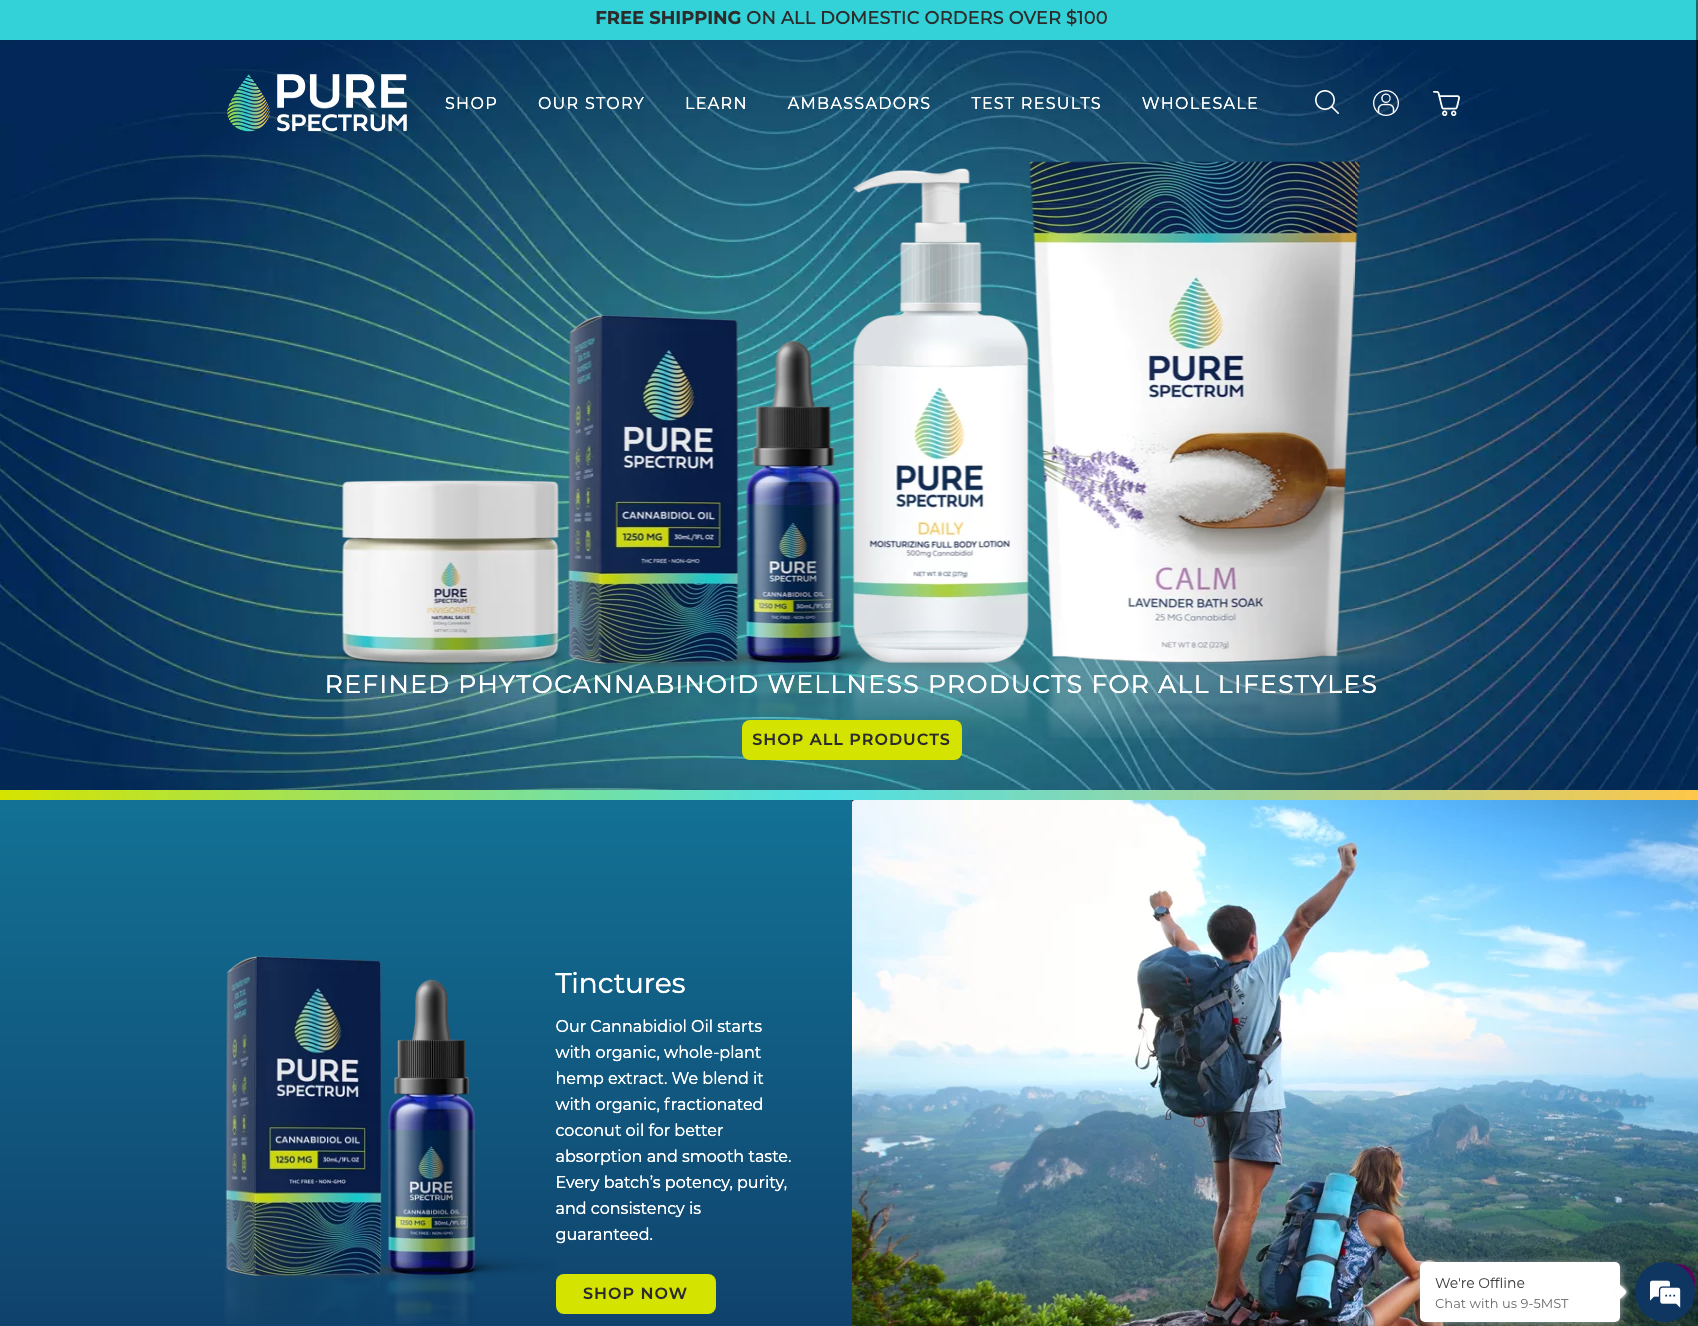 FREE SHIPPING ON ALL DOMESTIC ORDERS OVER $100
PURE
SPECTRUM
SHOP
OUR STORY
LEARN
AMBASSADORS
TEST RESULTS
WHOLESALE
PURE
SPECTRUM
INVIGORATE
NATURAL SALVE
PURE
SPECTRUM
CANNABIDIOL OIL
1250 MG 30mL/1FL OZ
THC FREE • NON-GMO
PURE
SPECTRUM
CANNABIDIOL OIL
1250 MG 30mL/1FL OZ
THC FREE • NON-GMO
PURE
SPECTRUM
DAILY
MOISTURIZING FULL BODY LOTION
500mg Cannabidiol
NET WT. 8 OZ (277g)
PURE
SPECTRUM
CALM
LAVENDER BATH SOAK
25 MG Cannabidiol
NET WT 8 OZ (227g)
REFINED PHYTOCANNABINOID WELLNESS PRODUCTS FOR ALL LIFESTYLES
SHOP ALL PRODUCTS
PURE
SPECTRUM
CANNABIDIOL OIL
1250 MG 30mL/1FL OZ
THC FREE • NON-GMO
PURE
SPECTRUM
CANNABIDIOL OIL
1250 MG 30mL/1FL OZ
THC FREE • NON-GMO
Tinctures
Our Cannabidiol Oil starts
with organic, whole-plant
hemp extract. We blend it
with organic, fractionated
coconut oil for better
absorption and smooth taste.
Every batch's potency, purity,
and consistency is
guaranteed.
SHOP NOW
We're Offline
Chat with us 9-5MST